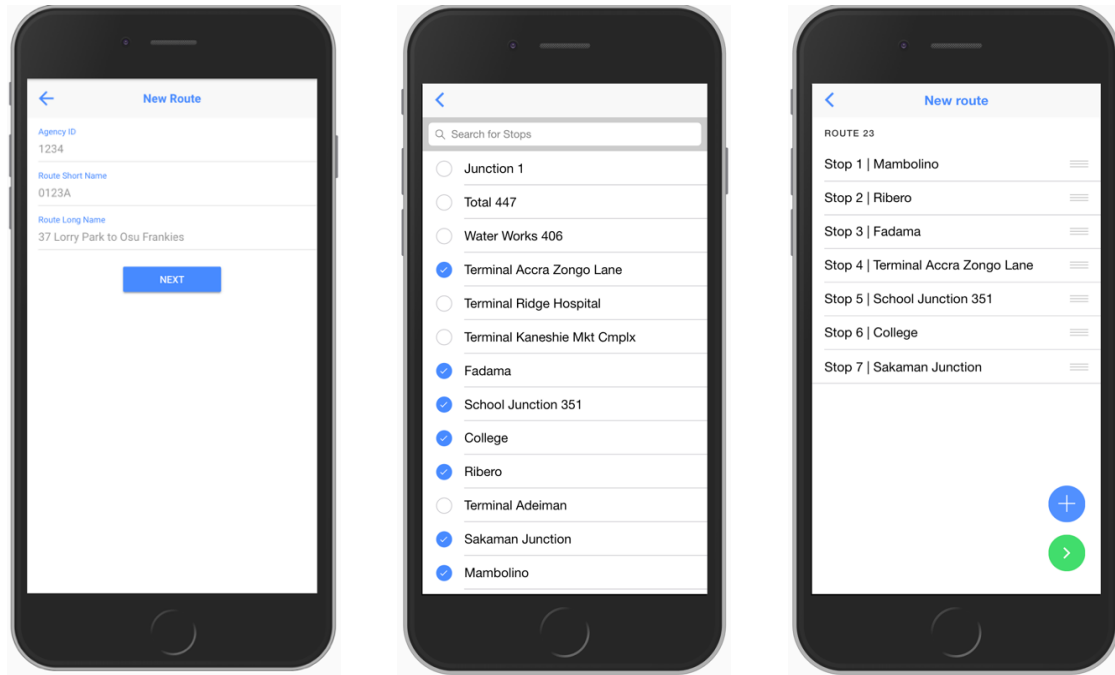 New Route
Agency ID
1234
Route Short Name
0123A
Route Long Name
37 Lorry Park to Osu Frankies
NEXT
Search for Stops
Junction 1
Total 447
Water Works 406
Terminal Accra Zongo Lane
Terminal Ridge Hospital
Terminal Kaneshie Mkt Cmplx
Fadama
School Junction 351
College
Ribero
Terminal Adeiman
Sakaman Junction
Mambolino
New route
ROUTE 23
Stop 1 | Mambolino
Stop 2 | Ribero
Stop 3 | Fadama
Stop 4 | Terminal Accra Zongo Lane
Stop 5 | School Junction 351
Stop 6 | College
Stop 7 | Sakaman Junction